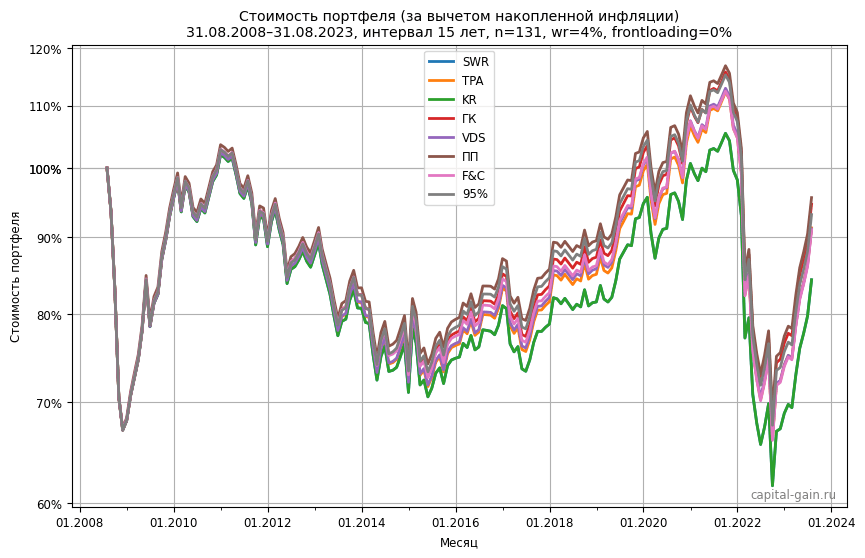 Стоимость портфеля (за вычетом накопленной инфляции)
31.08.2008–31.08.2023, интервал 15 лет, n=131, wr=4%, frontloading=0%
120%
110%
100%
90%
80%
70%
60%
Стоимость портфеля
SWR
TPA
KR
ГК
VDS
ПП
F&C
95%
capital-gain.ru
01.2008
01.2010
01.2012
01.2014
01.2016
01.2018
01.2020
01.2022
01.2024
Месяц